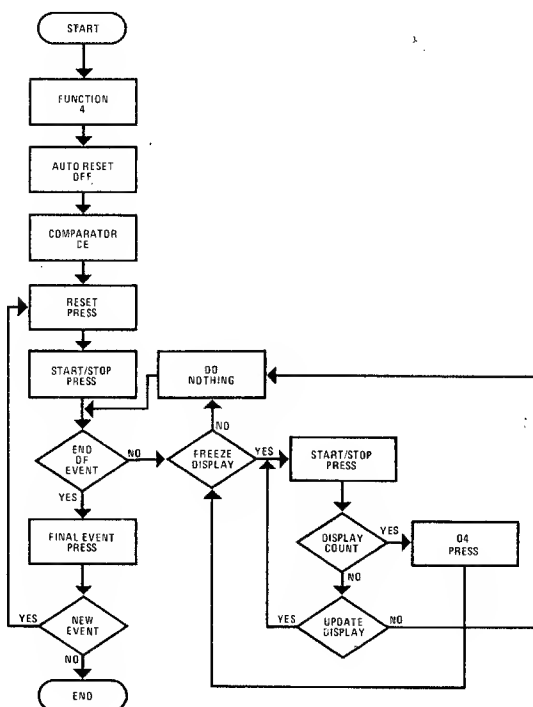 START
FUNCTION
4
AUTO RESET
OFF
COMPARATOR
CE
RESET
PRESS
START/STOP
PRESS
DO
NOTHING
NO
END
OF
EVENT
NO
FREEZE
DISPLAY
YES
START/STOP
PRESS
YES
FINAL EVENT
PRESS
DISPLAY
COUNT
YES
04
PRESS
NO
YES
NEW
EVENT
YES
UPDATE
DISPLAY
NO
NO
END